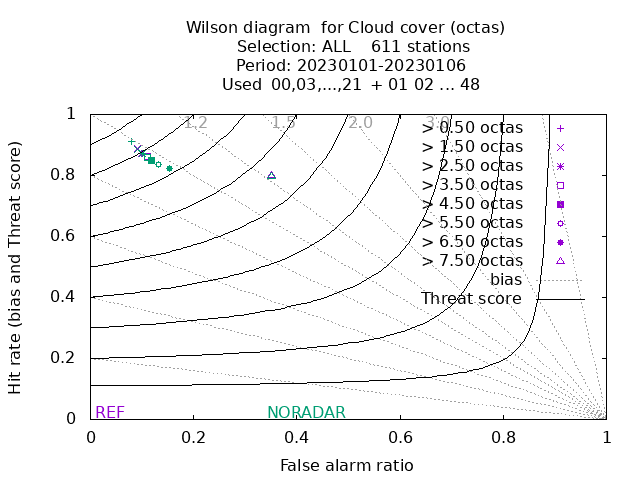 Wilson diagram  for Cloud cover (octas)
Selection: ALL    611 stations
Period: 20230101-20230106
Used  00,03,...,21  + 01 02 ... 48
Hit rate (bias and Threat score)
1
0.8
0.6
0.4
0.2
0
1.2 1.5 2.0 3.0
> 0.50 octas
> 1.50 octas
> 2.50 octas
> 3.50 octas
> 4.50 octas
> 5.50 octas
> 6.50 octas
> 7.50 octas
bias
Threat score
REF NORADAR
0 0.2 0.4 0.6 0.8 1
False alarm ratio